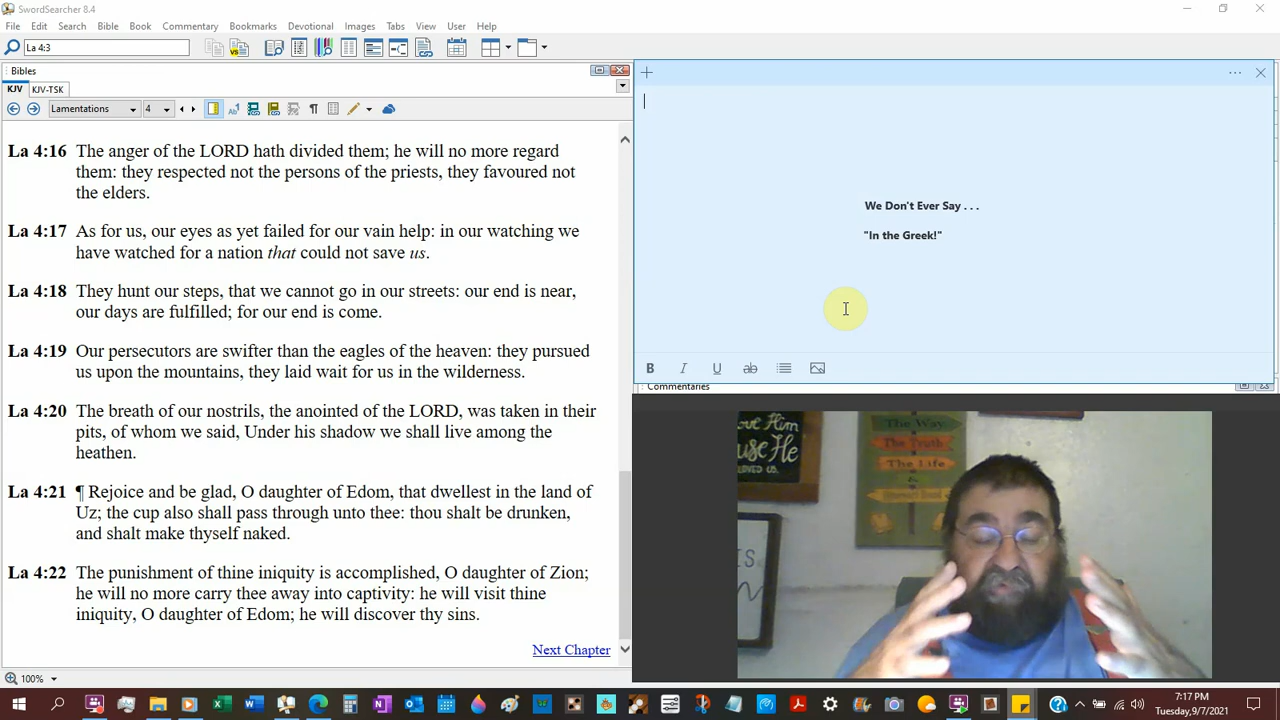 SwordSearcher 8.4
File Edit Search Bible Book Commentary Bookmarks Devotional Images Tabs View User Help
La 4:3
Bibles
KJV KJV-TSK
Lamentations 4
La 4:16 The anger of the LORD hath divided them; he will no more regard
them: they respected not the persons of the priests, they favoured not
the elders.
La 4:17 As for us, our eyes as yet failed for our vain help: in our watching we
have watched for a nation that could not save us.
La 4:18 They hunt our steps, that we cannot go in our streets: our end is near,
our days are fulfilled; for our end is come.
La 4:19 Our persecutors are swifter than the eagles of the heaven: they pursued
us upon the mountains, they laid wait for us in the wilderness.
La 4:20 The breath of our nostrils, the anointed of the LORD, was taken in their
pits, of whom we said, Under his shadow we shall live among the
heathen.
La 4:21 ¶ Rejoice and be glad, O daughter of Edom, that dwellest in the land of
Uz; the cup also shall pass through unto thee: thou shalt be drunken,
and shalt make thyself naked.
La 4:22 The punishment of thine iniquity is accomplished, O daughter of Zion;
he will no more carry thee away into captivity: he will visit thine
iniquity, O daughter of Edom; he will discover thy sins.
Next Chapter
100%
We Don't Ever Say . . .
"In the Greek!"
B I U ab
Commentaries
ove Him
use He
LOVED US.
The Way
The Truth
The Life
IS
7:17 PM
Tuesday, 9/7/2021